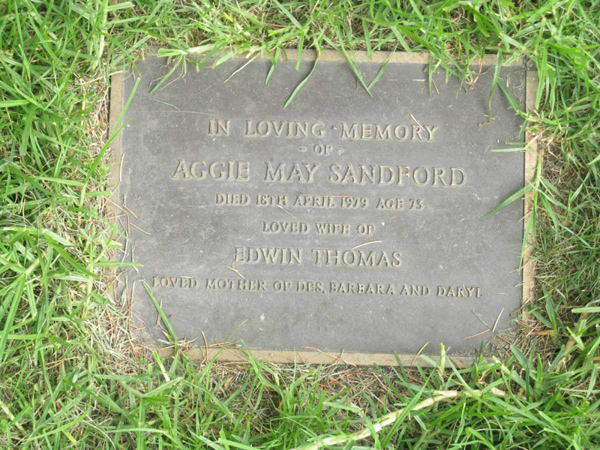 IN LOVING MEMORY
OF
AGGIE MAY SANDFORD
DIED 18TH APRIL 1979 AGE 73
LOVED WIFE OF
EDWIN THOMAS
LOVED MOTHER OF DES, BARBARA AND DARYL